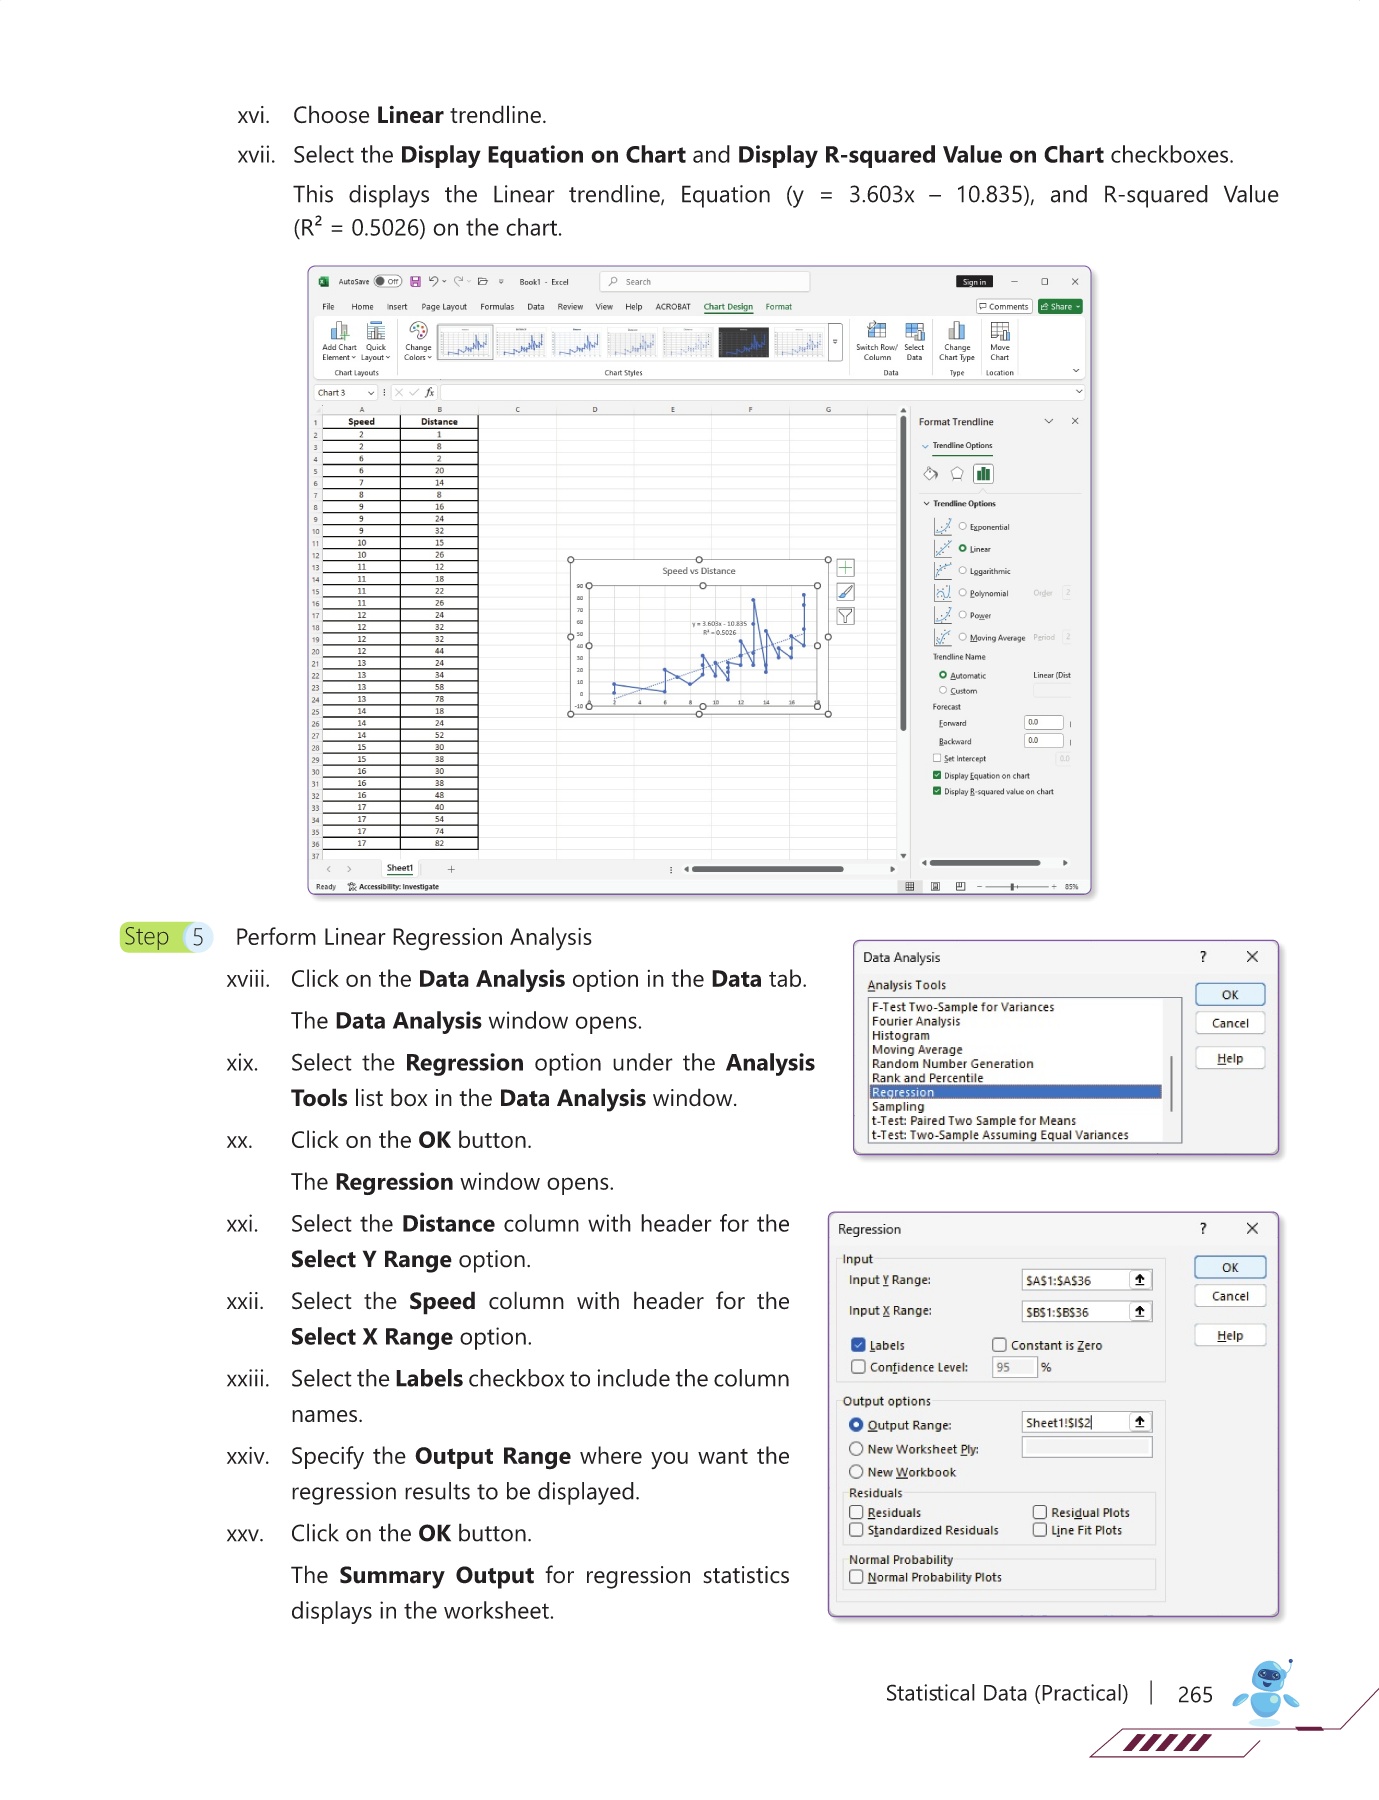 xvi. Choose Linear trendline.
xvii. Select the Display Equation on Chart and Display R-squared Value on Chart checkboxes.
This displays the Linear trendline, Equation (y = 3.603x – 10.835), and R-squared Value
(R² = 0.5026) on the chart.
AutoSave Off Book1 - Excel Search Sign in
File Home Insert Page Layout Formulas Data Review View Help ACROBAT Chart Design Format Comments Share
Add Chart Element Quick Layout Change Colors Switch Row/ Column Select Data Change Chart Type Move Chart
Chart Layouts Chart Styles Data Type Location
Chart 3 fx
A B C D E F G
1 Speed Distance
2 2 1
3 2 8
4 6 2
5 6 20
6 7 14
7 8 8
8 9 16
9 9 24
10 9 32
11 10 15
12 10 26
13 11 12
14 11 18
15 11 22
16 11 26
17 12 24
18 12 32
19 12 32
20 12 44
21 13 24
22 13 34
23 13 58
24 13 78
25 14 18
26 14 24
27 14 52
28 15 30
29 15 38
30 16 30
31 16 38
32 16 48
33 17 40
34 17 54
35 17 74
36 17 82
37
Speed vs Distance
y = 3.603x - 10.835
R² = 0.5026
90
80
70
60
50
40
30
20
10
0
-10
2 4 6 8 10 12 14 16
Format Trendline
Trendline Options
Trendline Options
Exponential
Linear
Logarithmic
Polynomial Order 2
Power
Moving Average Period 2
Trendline Name
Automatic Linear (Dist
Custom
Forecast
Forward 0.0
Backward 0.0
Set Intercept 0.0
Display Equation on chart
Display R-squared value on chart
Sheet1 +
Ready Accessibility: Investigate 85%
Step 5 Perform Linear Regression Analysis
xviii. Click on the Data Analysis option in the Data tab.
The Data Analysis window opens.
xix. Select the Regression option under the Analysis
Tools list box in the Data Analysis window.
xx. Click on the OK button.
The Regression window opens.
xxi. Select the Distance column with header for the
Select Y Range option.
xxii. Select the Speed column with header for the
Select X Range option.
xxiii. Select the Labels checkbox to include the column
names.
xxiv. Specify the Output Range where you want the
regression results to be displayed.
xxv. Click on the OK button.
The Summary Output for regression statistics
displays in the worksheet.
Data Analysis ?
Analysis Tools
F-Test Two-Sample for Variances
Fourier Analysis
Histogram
Moving Average
Random Number Generation
Rank and Percentile
Regression
Sampling
t-Test: Paired Two Sample for Means
t-Test: Two-Sample Assuming Equal Variances
OK
Cancel
Help
Regression ?
Input
Input Y Range: $A$1:$A$36
Input X Range: $B$1:$B$36
Labels Constant is Zero
Confidence Level: 95 %
OK
Cancel
Help
Output options
Output Range: Sheet1!$I$2
New Worksheet Ply:
New Workbook
Residuals
Residuals Residual Plots
Standardized Residuals Line Fit Plots
Normal Probability
Normal Probability Plots
Statistical Data (Practical) | 265